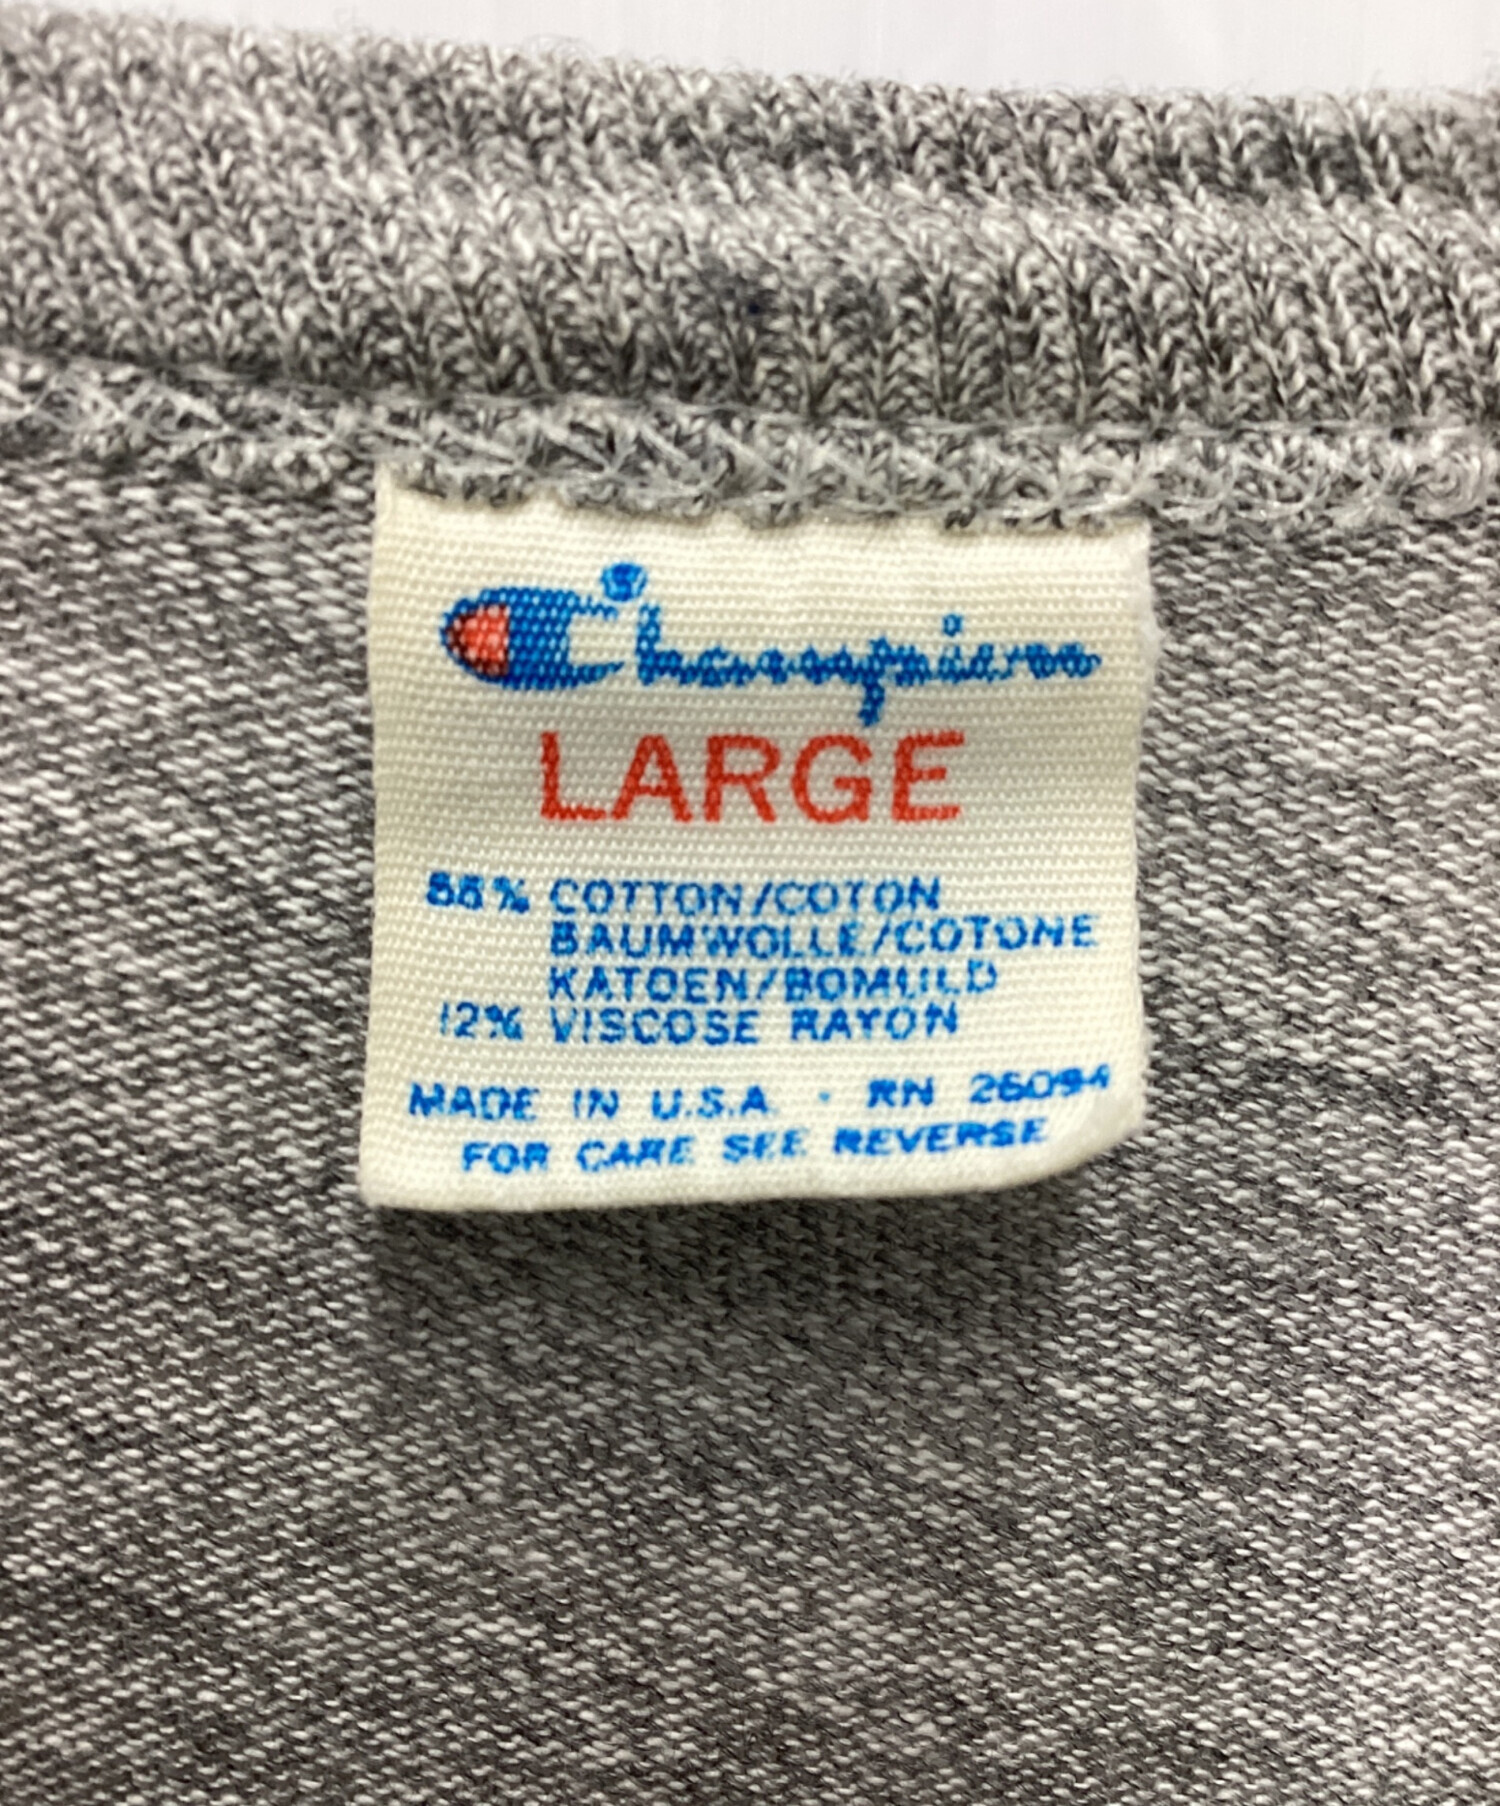 Champion
LARGE
88% COTTON/COTON
BAUMWOLLE/COTONE
KATOEN/BOMULD
12% VISCOSE RAYON
MADE IN U.S.A. · RN 26094
FOR CARE SEE REVERSE